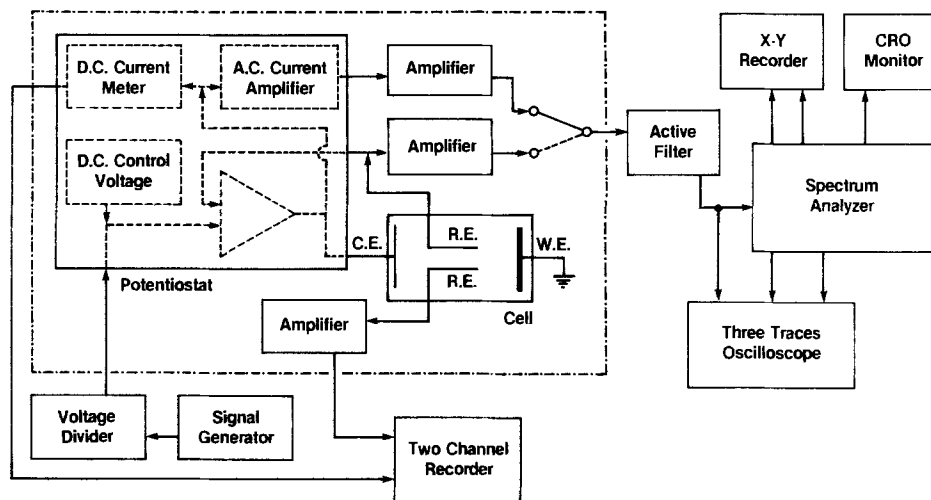 D.C. Current
Meter
A.C. Current
Amplifier
Amplifier
X-Y
Recorder
CRO
Monitor
D.C. Control
Voltage
Amplifier
Active
Filter
Spectrum
Analyzer
C.E.
R.E.
R.E.
W.E.
Potentiostat
Cell
Amplifier
Three Traces
Oscilloscope
Voltage
Divider
Signal
Generator
Two Channel
Recorder